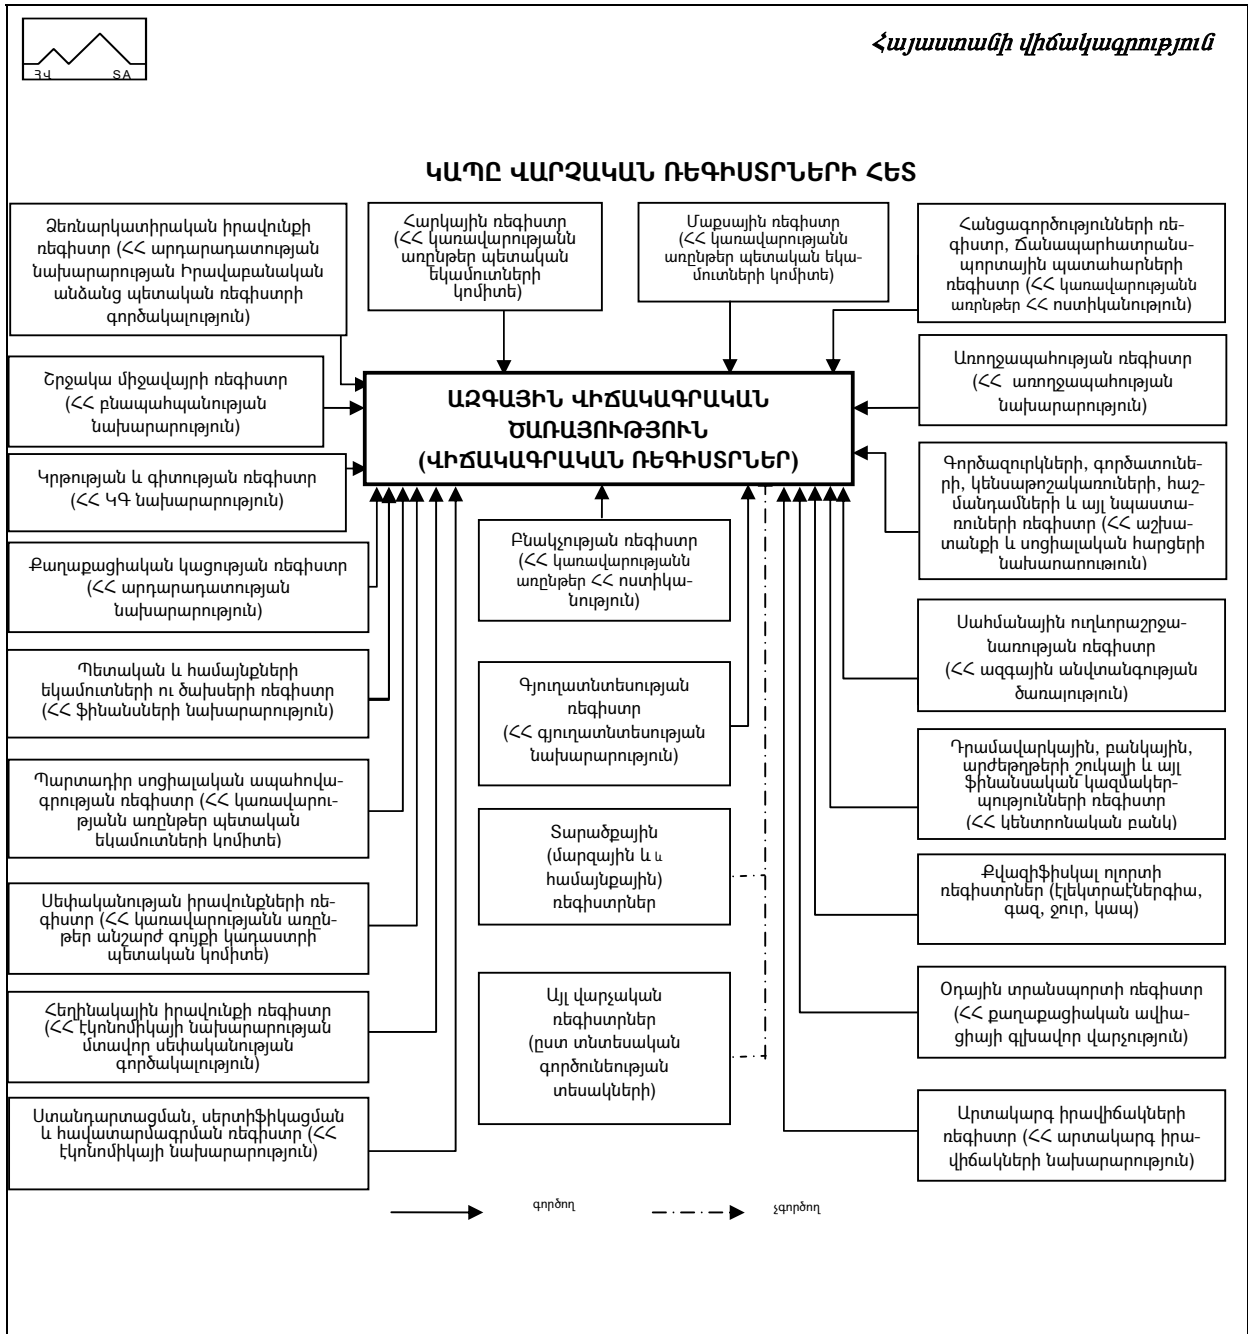 ՀՎ SA
Հայաստանի վիճակագրություն
ԿԱՊԸ ՎԱՐՉԱԿԱՆ ՌԵԳԻՍՏՐՆԵՐԻ ՀԵՏ
Ձեռնարկատիրական իրավունքի
ռեգիստր (ՀՀ արդարադատության
նախարարության Իրավաբանական
անձանց պետական ռեգիստրի
գործակալություն)
Հարկային ռեգիստր
(ՀՀ կառավարությանն
առընթեր պետական
եկամուտների
կոմիտե)
Մաքսային ռեգիստր
(ՀՀ կառավարությանն
առընթեր պետական եկա-
մուտների կոմիտե)
Հանցագործությունների ռե-
գիստր, Ճանապարհատրանս-
պորտային պատահարների
ռեգիստր (ՀՀ կառավարությանն
առընթեր ՀՀ ոստիկանություն)
Շրջակա միջավայրի ռեգիստր
(ՀՀ բնապահպանության
նախարարություն)
ԱԶԳԱՅԻՆ ՎԻՃԱԿԱԳՐԱԿԱՆ
ԾԱՌԱՅՈՒԹՅՈՒՆ
(ՎԻՃԱԿԱԳՐԱԿԱՆ ՌԵԳԻՍՏՐՆԵՐ)
Առողջապահության ռեգիստր
(ՀՀ առողջապահության
նախարարություն)
Կրթության և գիտության ռեգիստր
(ՀՀ ԿԳ նախարարություն)
Գործազուրկների, գործատունե-
րի, կենսաթոշակառուների, հաշ-
մանդամների և այլ նպաստա-
ռուների ռեգիստր (ՀՀ աշխա-
տանքի և սոցիալական հարցերի
նախարարություն)
Քաղաքացիական կացության ռեգիստր
(ՀՀ արդարադատության
նախարարություն)
Բնակչության ռեգիստր
(ՀՀ կառավարությանն
առընթեր ՀՀ ոստիկա-
նություն)
Սահմանային ուղևորաշրջա-
նառության ռեգիստր
(ՀՀ ազգային անվտանգության
ծառայություն)
Պետական և համայնքների
եկամուտների ու ծախսերի ռեգիստր
(ՀՀ ֆինանսների նախարարություն)
Գյուղատնտեսության
ռեգիստր
(ՀՀ գյուղատնտեսության
նախարարություն)
Դրամավարկային, բանկային,
արժեթղթերի շուկայի և այլ
ֆինանսական կազմակեր-
պությունների ռեգիստր
(ՀՀ կենտրոնական բանկ)
Պարտադիր սոցիալական ապահովա-
գրության ռեգիստր (ՀՀ կառավարու-
թյանն առընթեր պետական
եկամուտների կոմիտե)
Տարածքային
(մարզային և և
համայնքային)
ռեգիստրներ
Քվազիֆիսկալ ոլորտի
ռեգիստրներ (էլեկտրաէներգիա,
գազ, ջուր, կապ)
Սեփականության իրավունքների ռե-
գիստր (ՀՀ կառավարությանն առըն-
թեր անշարժ գույքի կադաստրի
պետական կոմիտե)
Այլ վարչական
ռեգիստրներ
(ըստ տնտեսական
գործունեության
տեսակների)
Օդային տրանսպորտի ռեգիստր
(ՀՀ քաղաքացիական ավիա-
ցիայի գլխավոր վարչություն)
Հեղինակային իրավունքի ռեգիստր
(ՀՀ էկոնոմիկայի նախարարության
մտավոր սեփականության
գործակալություն)
Ստանդարտացման, սերտիֆիկացման
և հավատարմագրման ռեգիստր (ՀՀ
էկոնոմիկայի նախարարություն)
Արտակարգ իրավիճակների
ռեգիստր (ՀՀ արտակարգ իրա-
վիճակների նախարարություն)
գործող
չգործող